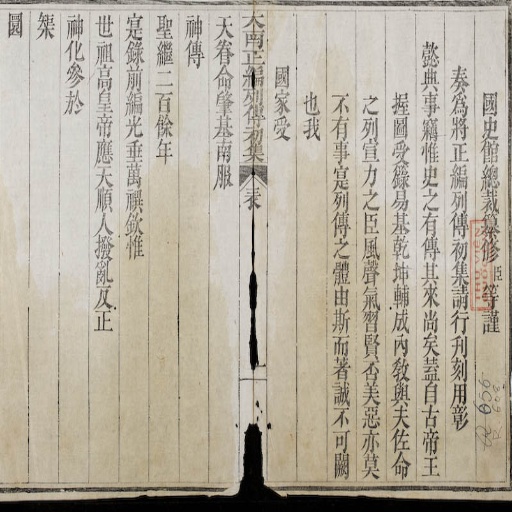 國史館總裁纂修臣等謹
奏為將正編列傳初集請行刊刻用彰
懿典事竊惟史之有傳其來尚矣蓋自古帝王
握圖受籙易基乾坤輔成內教與夫佐命
之列宣力之臣風聲氣習賢否美惡亦莫
不有事寔列傳之體由斯而著誠不可闕
也我
國家受
大南正編列傳初集 表
天眷命肇基南服
神傳
聖繼二百餘年
寔錄前編光垂萬禩欽惟
世祖高皇帝應天順人撥亂反正
神化參於
槃
圜